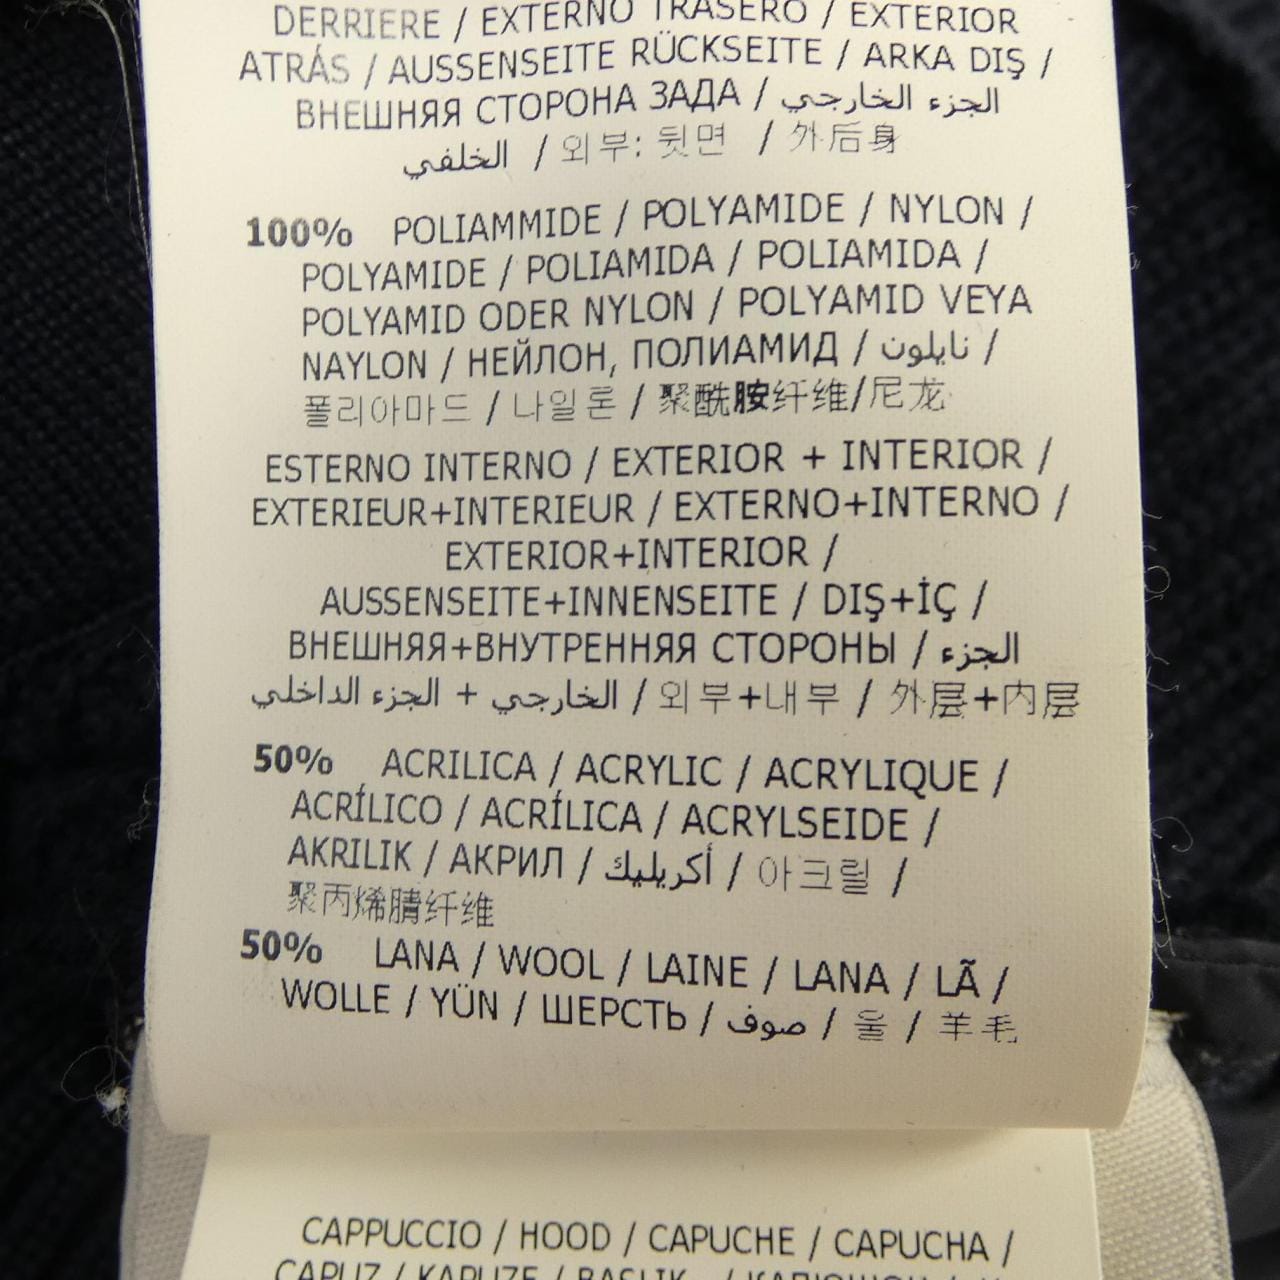 DERRIERE / EXTERNO TRASERO / EXTERIOR
ATRÁS / AUSSENSEITE RÜCKSEITE / ARKA DIŞ /
ВНЕШНЯЯ СТОРОНА ЗАДА / الجزء الخارجي
الخلفي / 외부: 뒷면 / 外后身
100% POLIAMMIDE / POLYAMIDE / NYLON /
POLYAMIDE / POLIAMIDA / POLIAMIDA /
POLYAMID ODER NYLON / POLYAMID VEYA
NAYLON / НЕЙЛОН, ПОЛИАМИД / نايلون /
폴리아마드 / 나일론 / 聚酰胺纤维/尼龙
ESTERNO INTERNO / EXTERIOR + INTERIOR /
EXTERIEUR+INTERIEUR / EXTERNO+INTERNO /
EXTERIOR+INTERIOR /
AUSSENSEITE+INNENSEITE / DIŞ+İÇ /
ВНЕШНЯЯ+ВНУТРЕННЯЯ СТОРОНЫ / الجزء
الخارجي + الجزء الداخلي / 외부+내부 / 外层+内层
50% ACRILICA / ACRYLIC / ACRYLIQUE /
ACRÍLICO / ACRÍLICA / ACRYLSEIDE /
AKRILIK / АКРИЛ / أكريليك / 아크릴 /
聚丙烯腈纤维
50% LANA / WOOL / LAINE / LANA / LÃ /
WOLLE / YÜN / ШЕРСТЬ / صوف / 울 / 羊毛
CAPPUCCIO / HOOD / CAPUCHE / CAPUCHA /
CAPUZ / KAPUZE / BAŞLIK / КАПЮШОН /